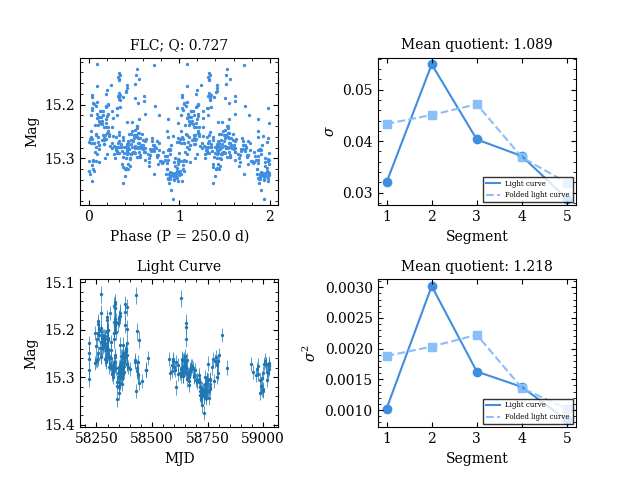 FLC; Q: 0.727
Mag
15.2
15.3
0
1
2
Phase (P = 250.0 d)
Mean quotient: 1.089
σ
0.05
0.04
0.03
1
2
3
4
5
Segment
Light curve
Folded light curve
Light Curve
Mag
15.1
15.2
15.3
15.4
58250
58500
58750
59000
MJD
Mean quotient: 1.218
σ²
0.0030
0.0025
0.0020
0.0015
0.0010
1
2
3
4
5
Segment
Light curve
Folded light curve